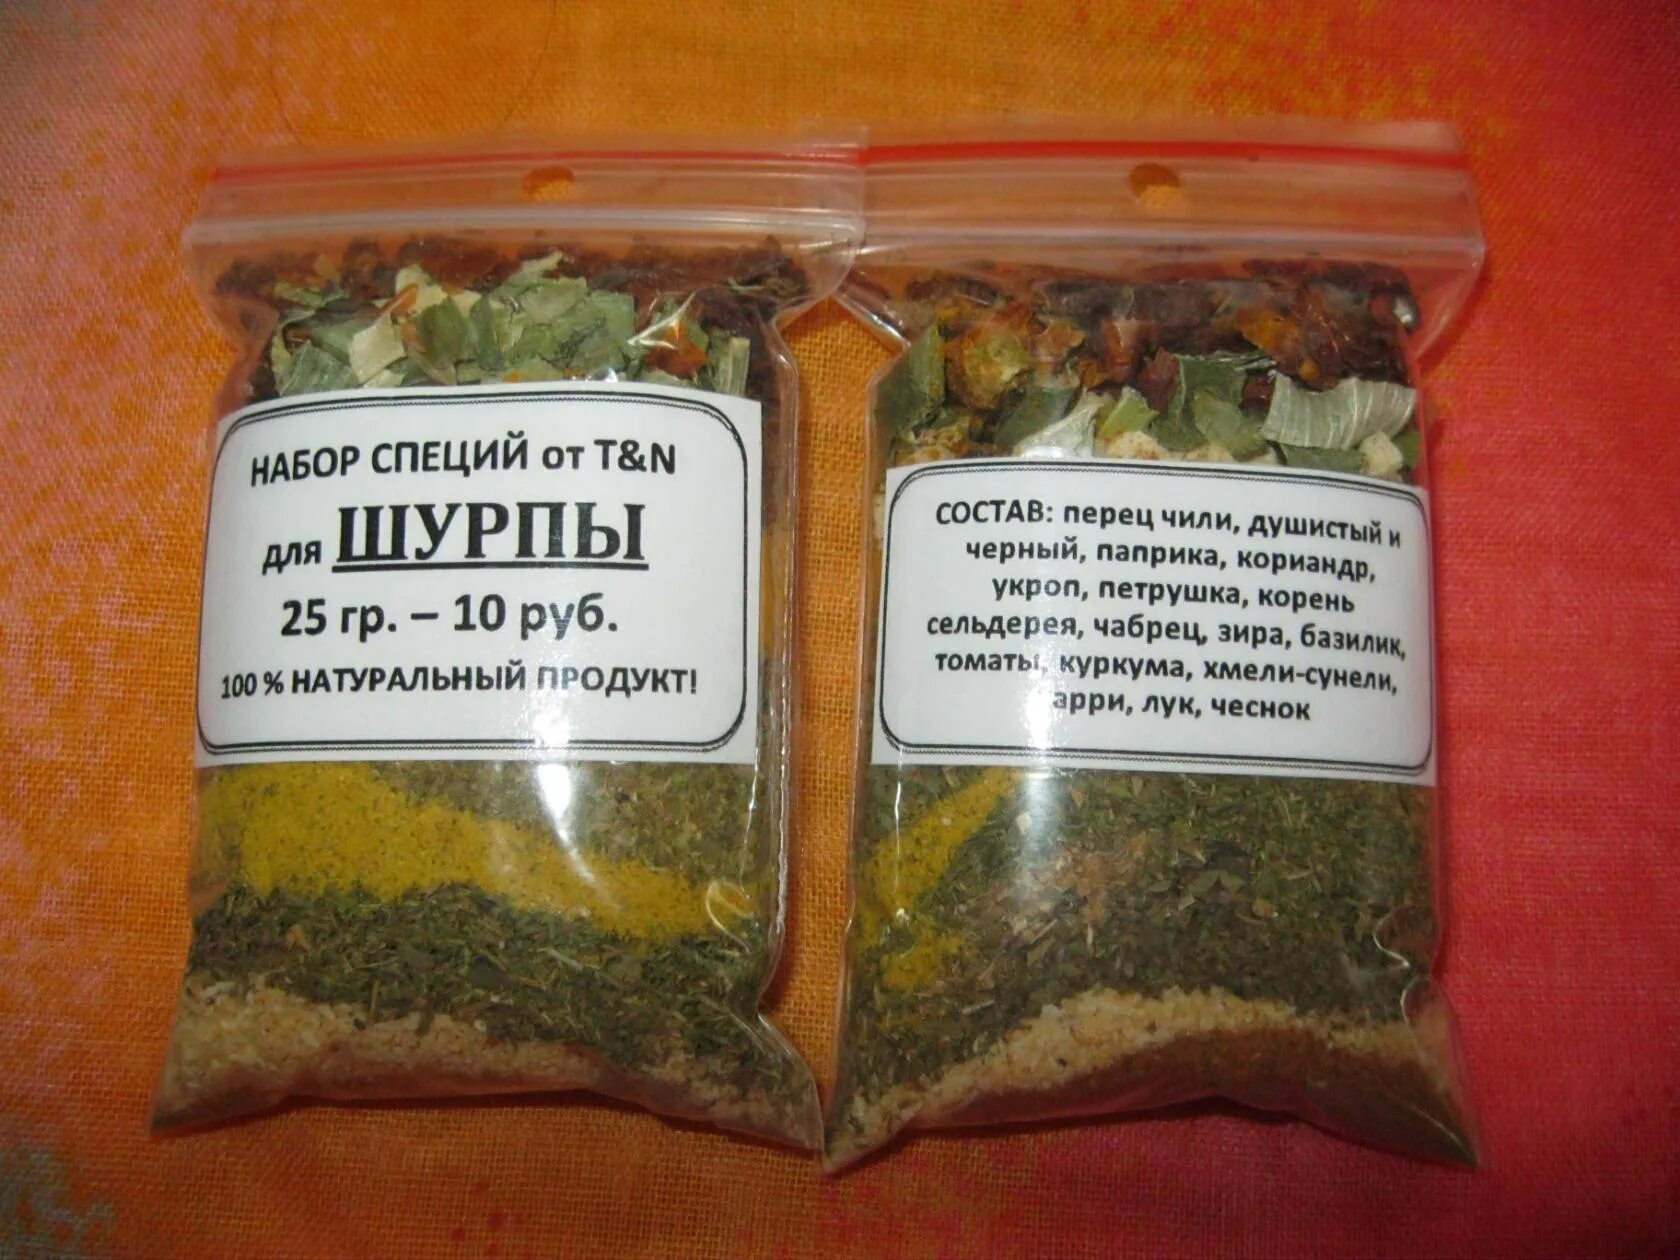 НАБОР СПЕЦИЙ от T&N
для ШУРПЫ
25 гр. – 10 руб.
100 % НАТУРАЛЬНЫЙ ПРОДУКТ!
СОСТАВ: перец чили, душистый и
черный, паприка, кориандр,
укроп, петрушка, корень
сельдерея, чабрец, зира, базилик,
томаты, куркума, хмели-сунели,
карри, лук, чеснок